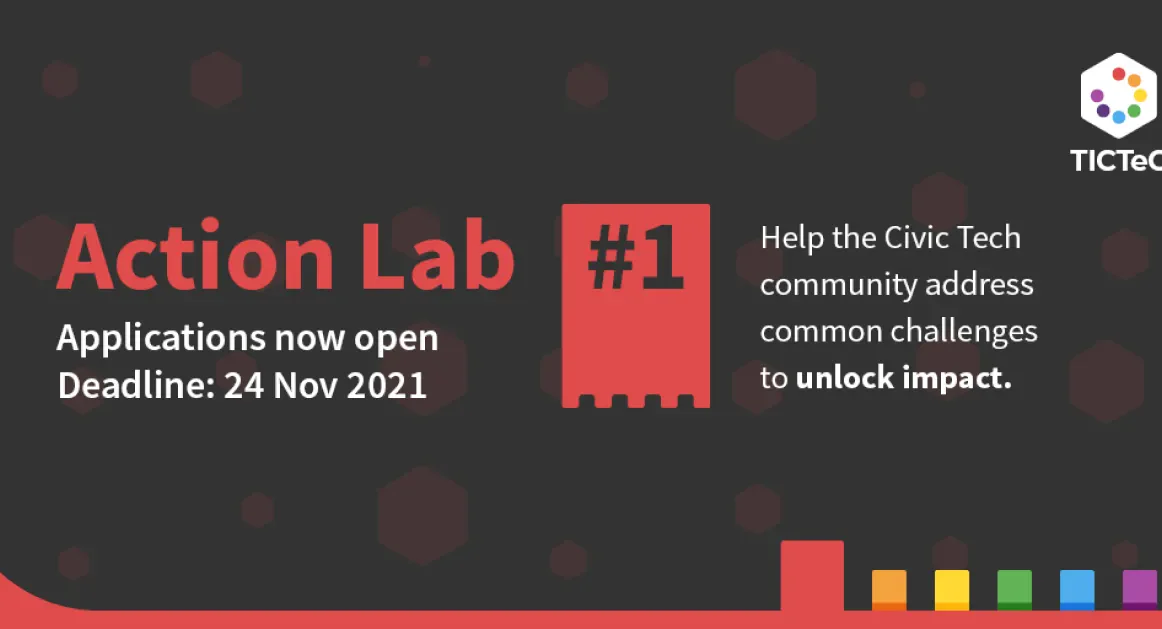 TICTeC
Action Lab
#1
Applications now open
Deadline: 24 Nov 2021
Help the Civic Tech
community address
common challenges
to unlock impact.